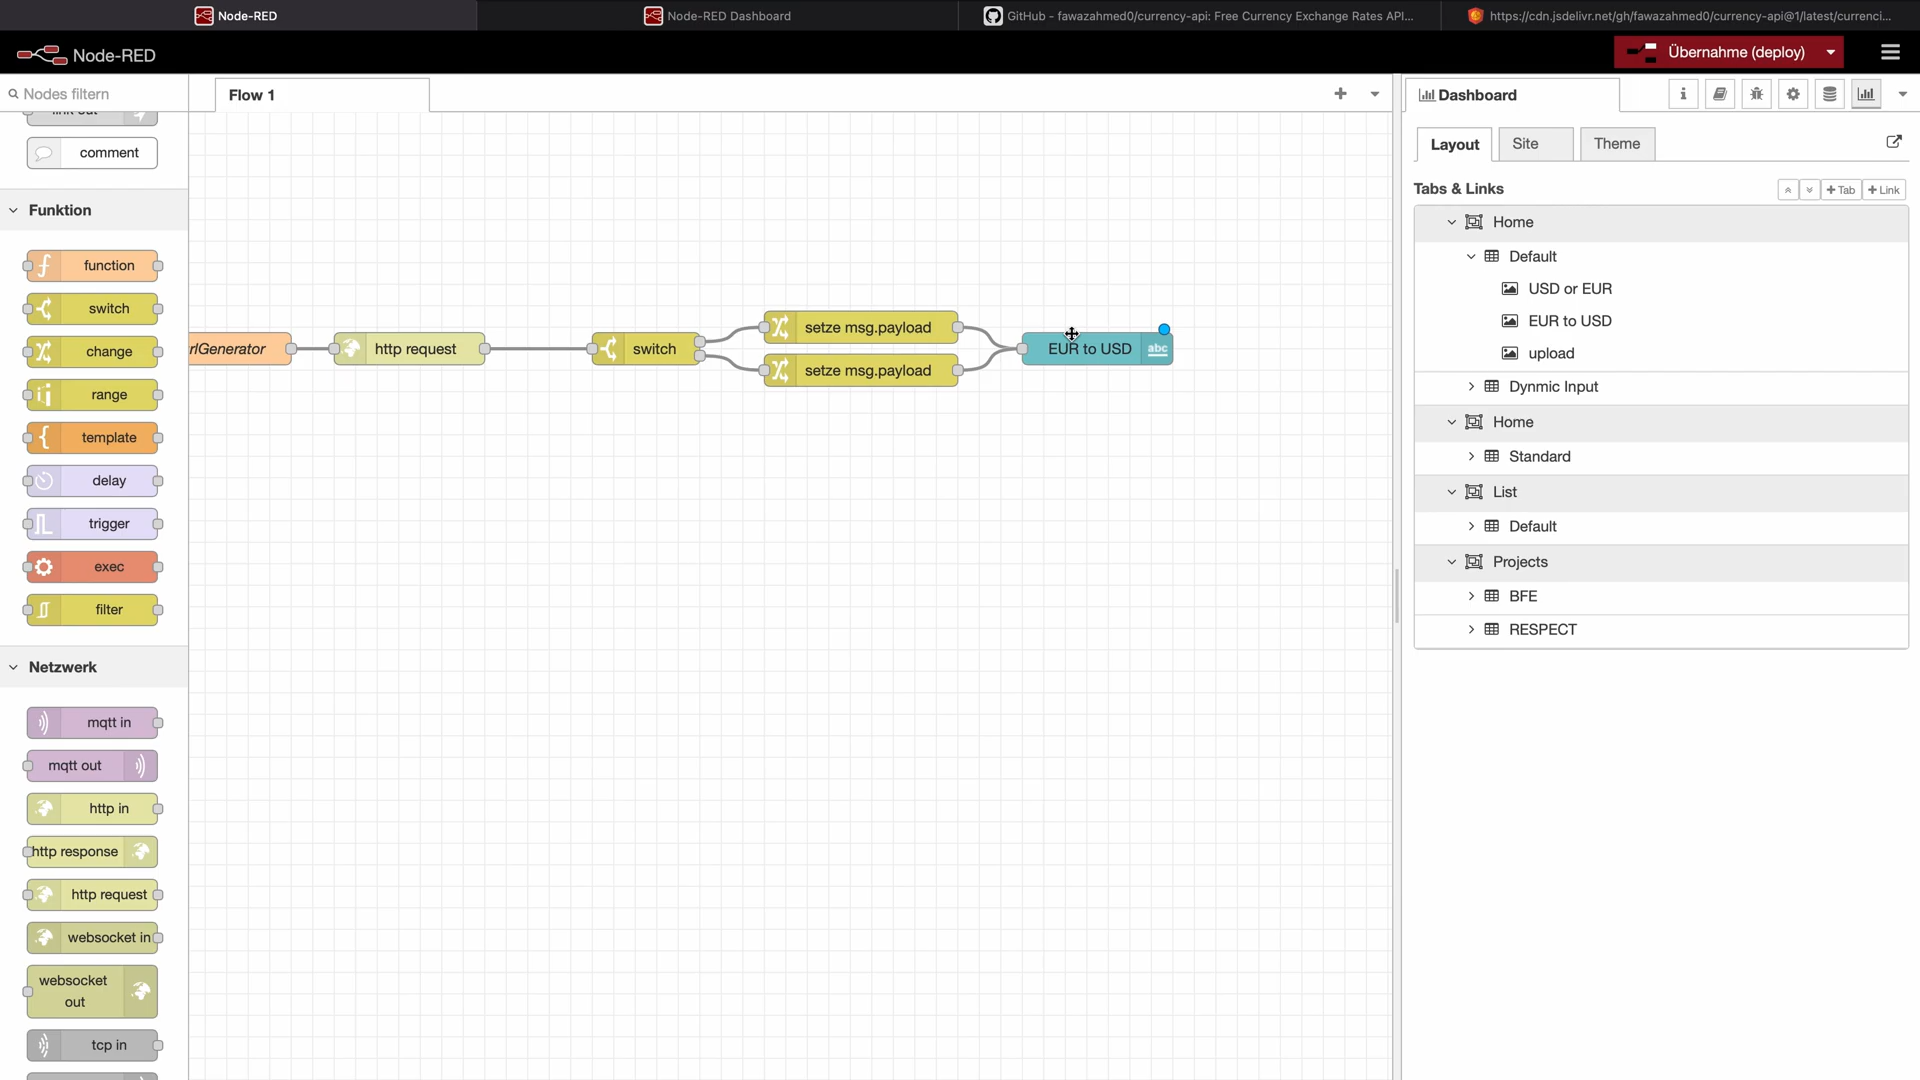 Node-RED
Node-RED Dashboard
GitHub - fawazahmed0/currency-api: Free Currency Exchange Rates API...
https://cdn.jsdelivr.net/gh/fawazahmed0/currency-api@1/latest/currenci...
Node-RED
Übernahme (deploy)
Nodes filtern
Flow 1
Dashboard
link out
comment
Layout
Site
Theme
Tabs & Links
Tab
Link
Funktion
function
switch
change
range
template
delay
trigger
exec
filter
Netzwerk
mqtt in
mqtt out
http in
http response
http request
websocket in
websocket
out
tcp in
rlGenerator
http request
switch
setze msg.payload
setze msg.payload
EUR to USD
abc
Home
Default
USD or EUR
EUR to USD
upload
Dynmic Input
Home
Standard
List
Default
Projects
BFE
RESPECT